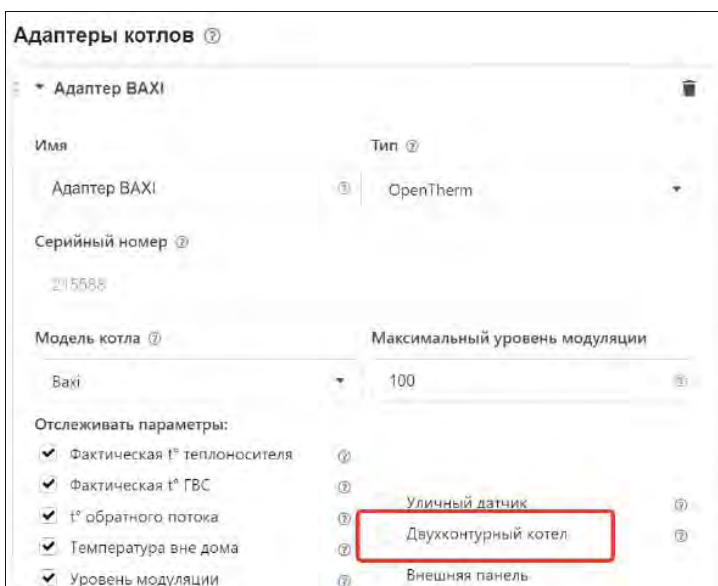 Адаптеры котлов
Адаптер BAXI
Имя
Тип
Адаптер BAXI
OpenTherm
Серийный номер
215588
Модель котла
Максимальный уровень модуляции
Baxi
100
Отслеживать параметры:
Фактическая t° теплоносителя
Фактическая t° ГВС
t° обратного потока
Температура вне дома
Уровень модуляции
Уличный датчик
Двухконтурный котел
Внешняя панель